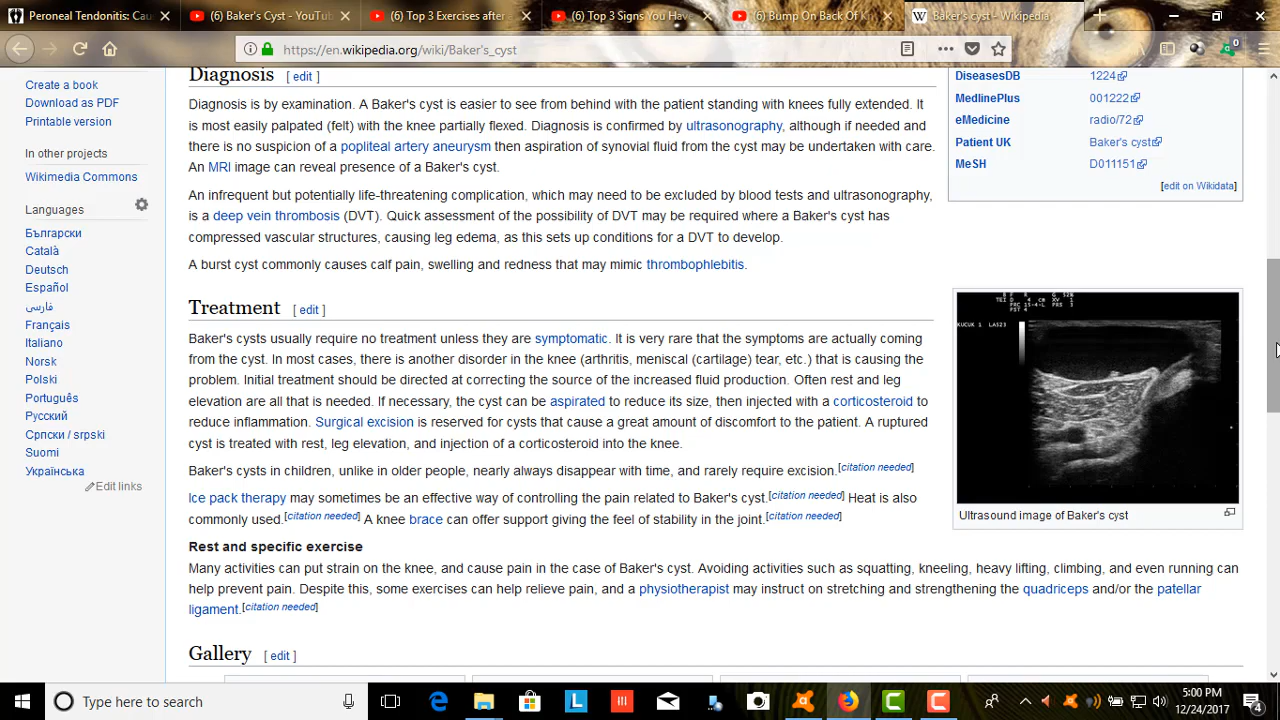 Peroneal Tendonitis: Cau
(6) Baker's Cyst - YouTub
(6) Top 3 Exercises after
(6) Top 3 Signs You Have
(6) Bump On Back Of Kn
Baker's cyst - Wikipedia
https://en.wikipedia.org/wiki/Baker's_cyst
0
Create a book
Download as PDF
Printable version
In other projects
Wikimedia Commons
Languages
Български
Català
Deutsch
Español
فارسی
Français
Italiano
Norsk
Polski
Português
Русский
Српски / srpski
Suomi
Українська
Edit links
Diagnosis [ edit ]
Diagnosis is by examination. A Baker's cyst is easier to see from behind with the patient standing with knees fully extended. It
is most easily palpated (felt) with the knee partially flexed. Diagnosis is confirmed by ultrasonography, although if needed and
there is no suspicion of a popliteal artery aneurysm then aspiration of synovial fluid from the cyst may be undertaken with care.
An MRI image can reveal presence of a Baker's cyst.
An infrequent but potentially life-threatening complication, which may need to be excluded by blood tests and ultrasonography,
is a deep vein thrombosis (DVT). Quick assessment of the possibility of DVT may be required where a Baker's cyst has
compressed vascular structures, causing leg edema, as this sets up conditions for a DVT to develop.
A burst cyst commonly causes calf pain, swelling and redness that may mimic thrombophlebitis.
Treatment [ edit ]
Baker's cysts usually require no treatment unless they are symptomatic. It is very rare that the symptoms are actually coming
from the cyst. In most cases, there is another disorder in the knee (arthritis, meniscal (cartilage) tear, etc.) that is causing the
problem. Initial treatment should be directed at correcting the source of the increased fluid production. Often rest and leg
elevation are all that is needed. If necessary, the cyst can be aspirated to reduce its size, then injected with a corticosteroid to
reduce inflammation. Surgical excision is reserved for cysts that cause a great amount of discomfort to the patient. A ruptured
cyst is treated with rest, leg elevation, and injection of a corticosteroid into the knee.
Baker's cysts in children, unlike in older people, nearly always disappear with time, and rarely require excision.[citation needed]
Ice pack therapy may sometimes be an effective way of controlling the pain related to Baker's cyst.[citation needed] Heat is also
commonly used.[citation needed] A knee brace can offer support giving the feel of stability in the joint.[citation needed]
Rest and specific exercise
Many activities can put strain on the knee, and cause pain in the case of Baker's cyst. Avoiding activities such as squatting, kneeling, heavy lifting, climbing, and even running can
help prevent pain. Despite this, some exercises can help relieve pain, and a physiotherapist may instruct on stretching and strengthening the quadriceps and/or the patellar
ligament.[citation needed]
Gallery [ edit ]
DiseasesDB 1224
MedlinePlus 001222
eMedicine radio/72
Patient UK Baker's cyst
MeSH D011151
[edit on Wikidata]
KUCUK 1 LAS23
Ultrasound image of Baker's cyst
Type here to search
5:00 PM
12/24/2017
4